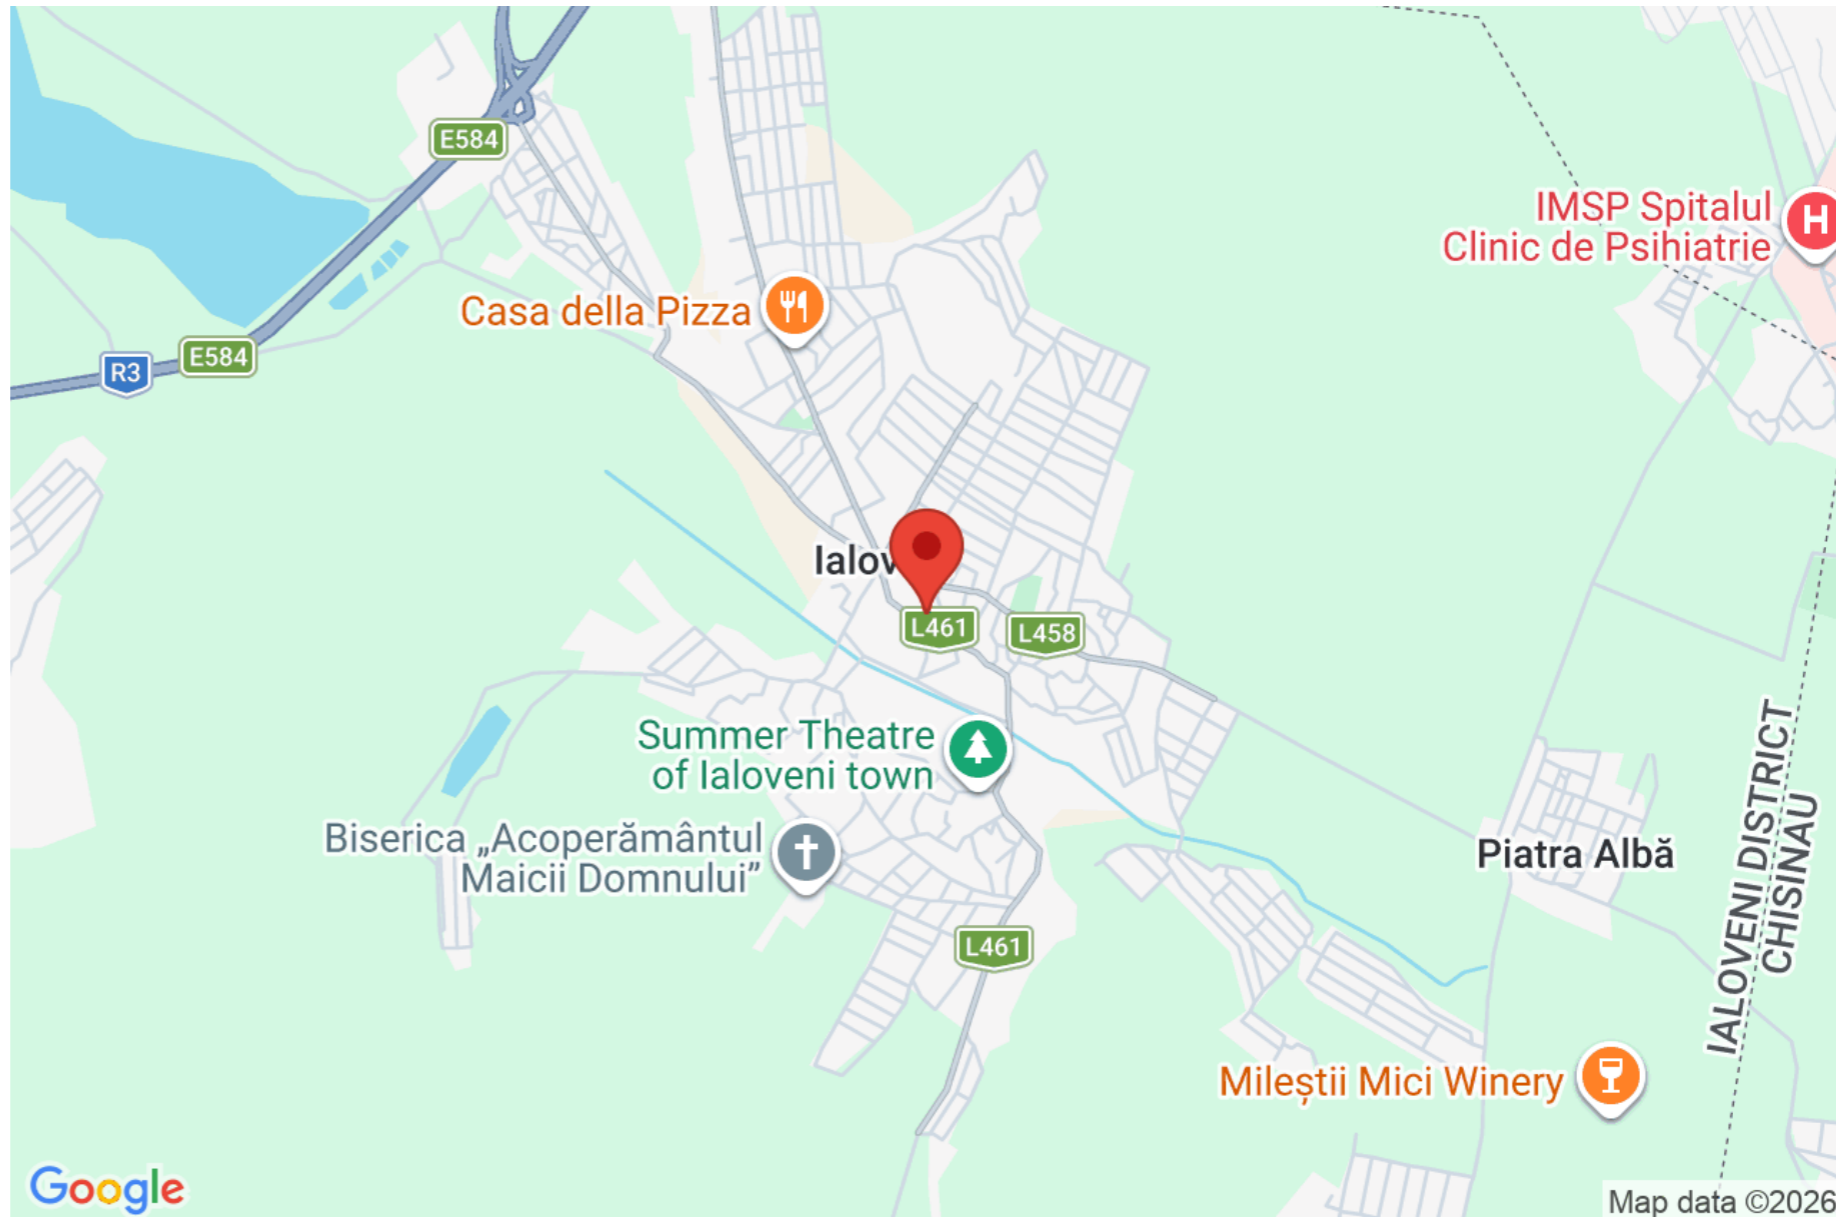 E584
IMSP Spitalul
Clinic de Psihiatrie
H
Casa della Pizza
E584
R3
Ialov
L461
L458
Summer Theatre
of Ialoveni town
Biserica „Acoperământul
Maicii Domnului”
Piatra Albă
IALOVENI DISTRICT
CHISINAU
L461
Mileștii Mici Winery
Google
Map data ©2026